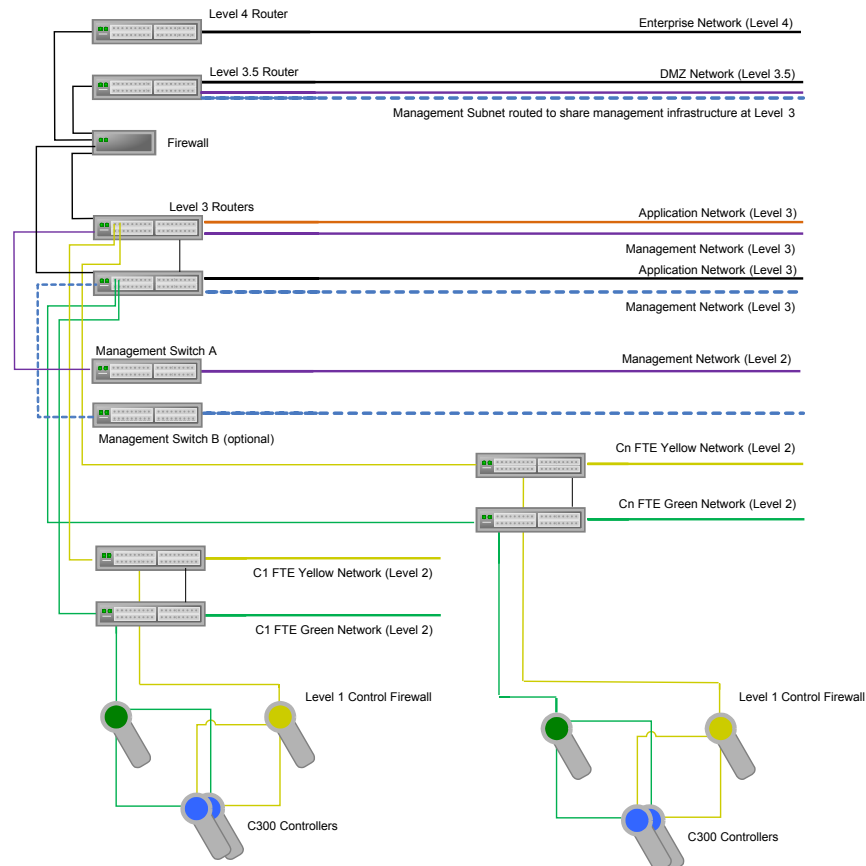 Level 4 Router
Enterprise Network (Level 4)
Level 3.5 Router
DMZ Network (Level 3.5)
Management Subnet routed to share management infrastructure at Level 3
Firewall
Level 3 Routers
Application Network (Level 3)
Management Network (Level 3)
Application Network (Level 3)
Management Network (Level 3)
Management Switch A
Management Network (Level 2)
Management Switch B (optional)
Cn FTE Yellow Network (Level 2)
Cn FTE Green Network (Level 2)
C1 FTE Yellow Network (Level 2)
C1 FTE Green Network (Level 2)
Level 1 Control Firewall
Level 1 Control Firewall
C300 Controllers
C300 Controllers